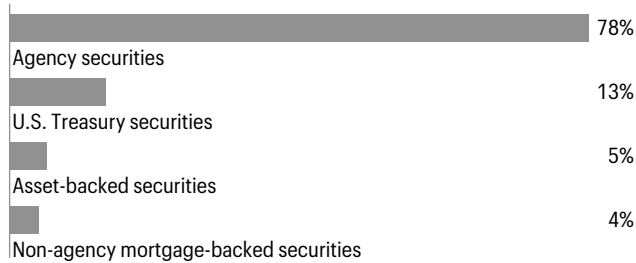 78%
Agency securities
13%
U.S. Treasury securities
5%
Asset-backed securities
4%
Non-agency mortgage-backed securities